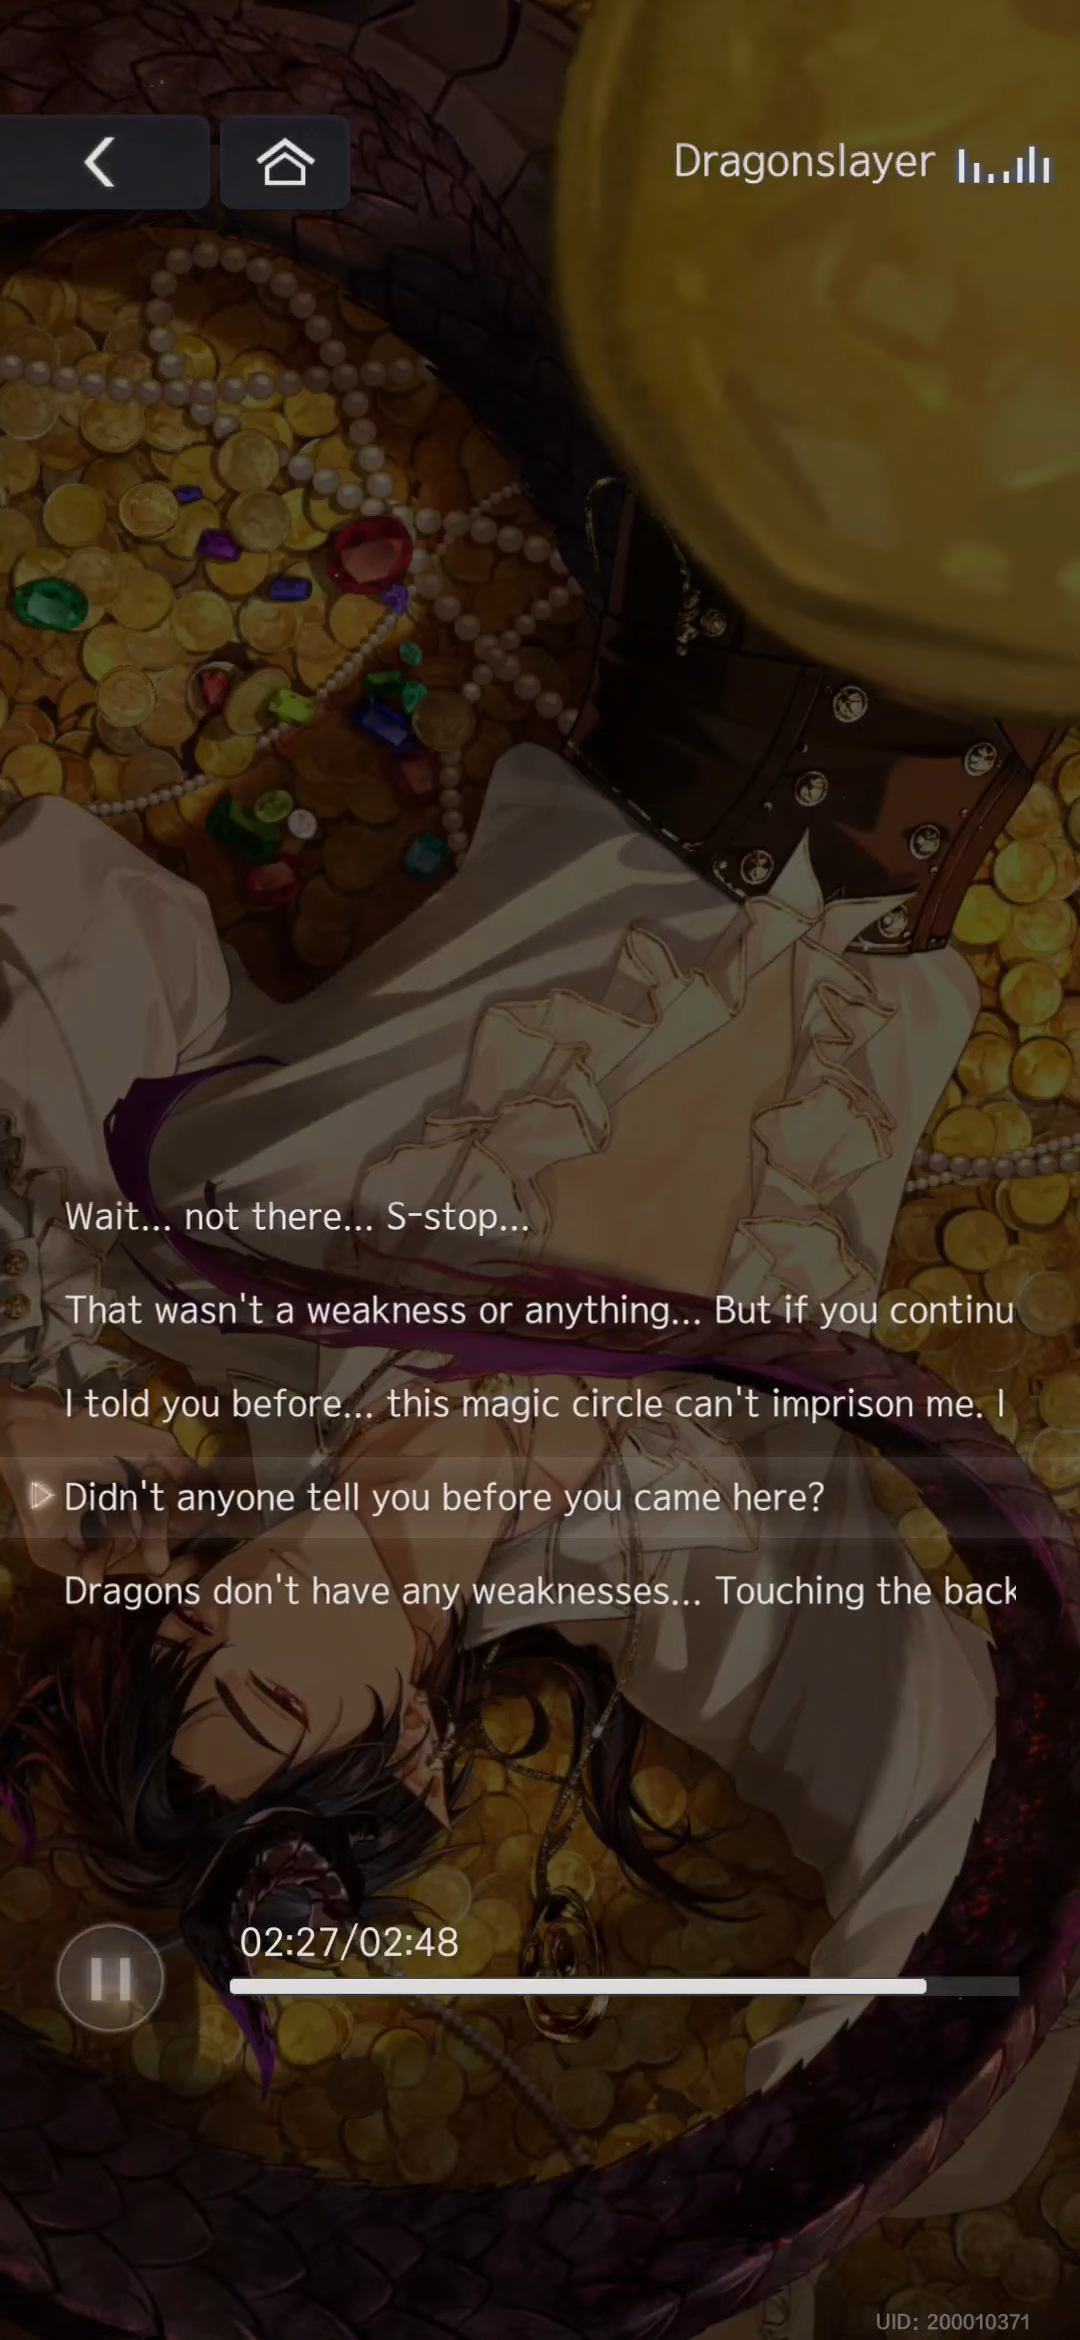 Dragonslayer
Wait... not there... S-stop...
That wasn't a weakness or anything... But if you continu
I told you before... this magic circle can't imprison me. I
Didn't anyone tell you before you came here?
Dragons don't have any weaknesses... Touching the back
02:27/02:48
UID: 200010371